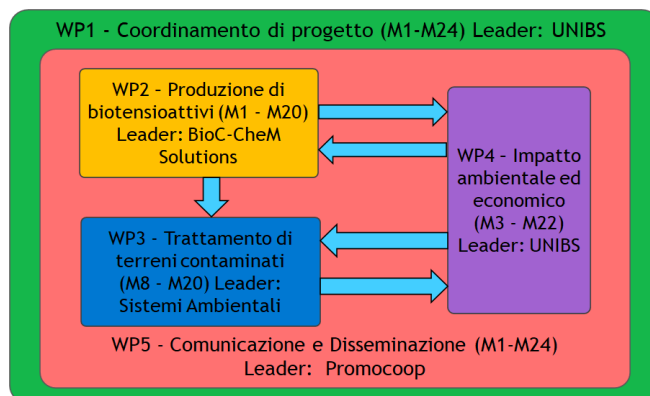 WP1 - Coordinamento di progetto (M1-M24) Leader: UNIBS
WP2 – Produzione di
biotensioattivi (M1 - M20)
Leader: BioC-CheM
Solutions
WP4 - Impatto
ambientale ed
economico
(M3 - M22)
Leader: UNIBS
WP3 - Trattamento di
terreni contaminati
(M8 - M20) Leader:
Sistemi Ambientali
WP5 - Comunicazione e Disseminazione (M1-M24)
Leader: Promocoop